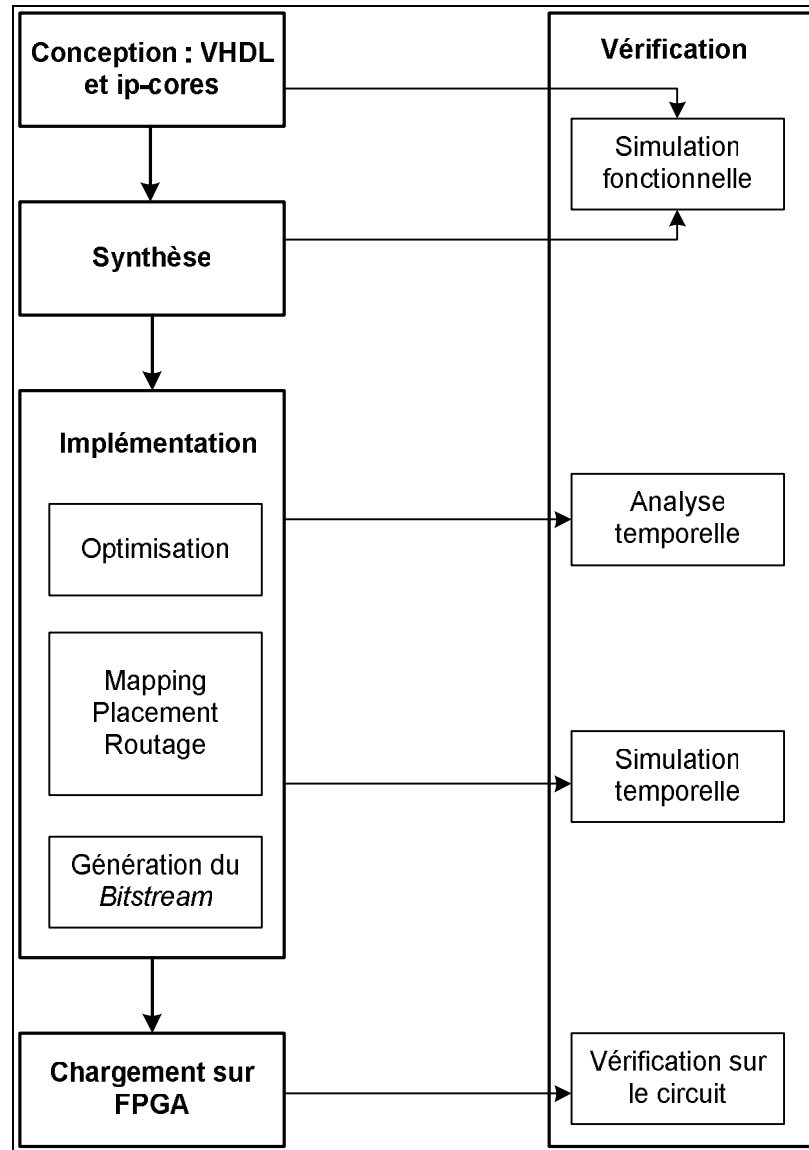 Conception : VHDL
et ip-cores
Vérification
Simulation
fonctionnelle
Synthèse
Implémentation
Optimisation
Analyse
temporelle
Mapping
Placement
Routage
Simulation
temporelle
Génération du
Bitstream
Chargement sur
FPGA
Vérification sur
le circuit